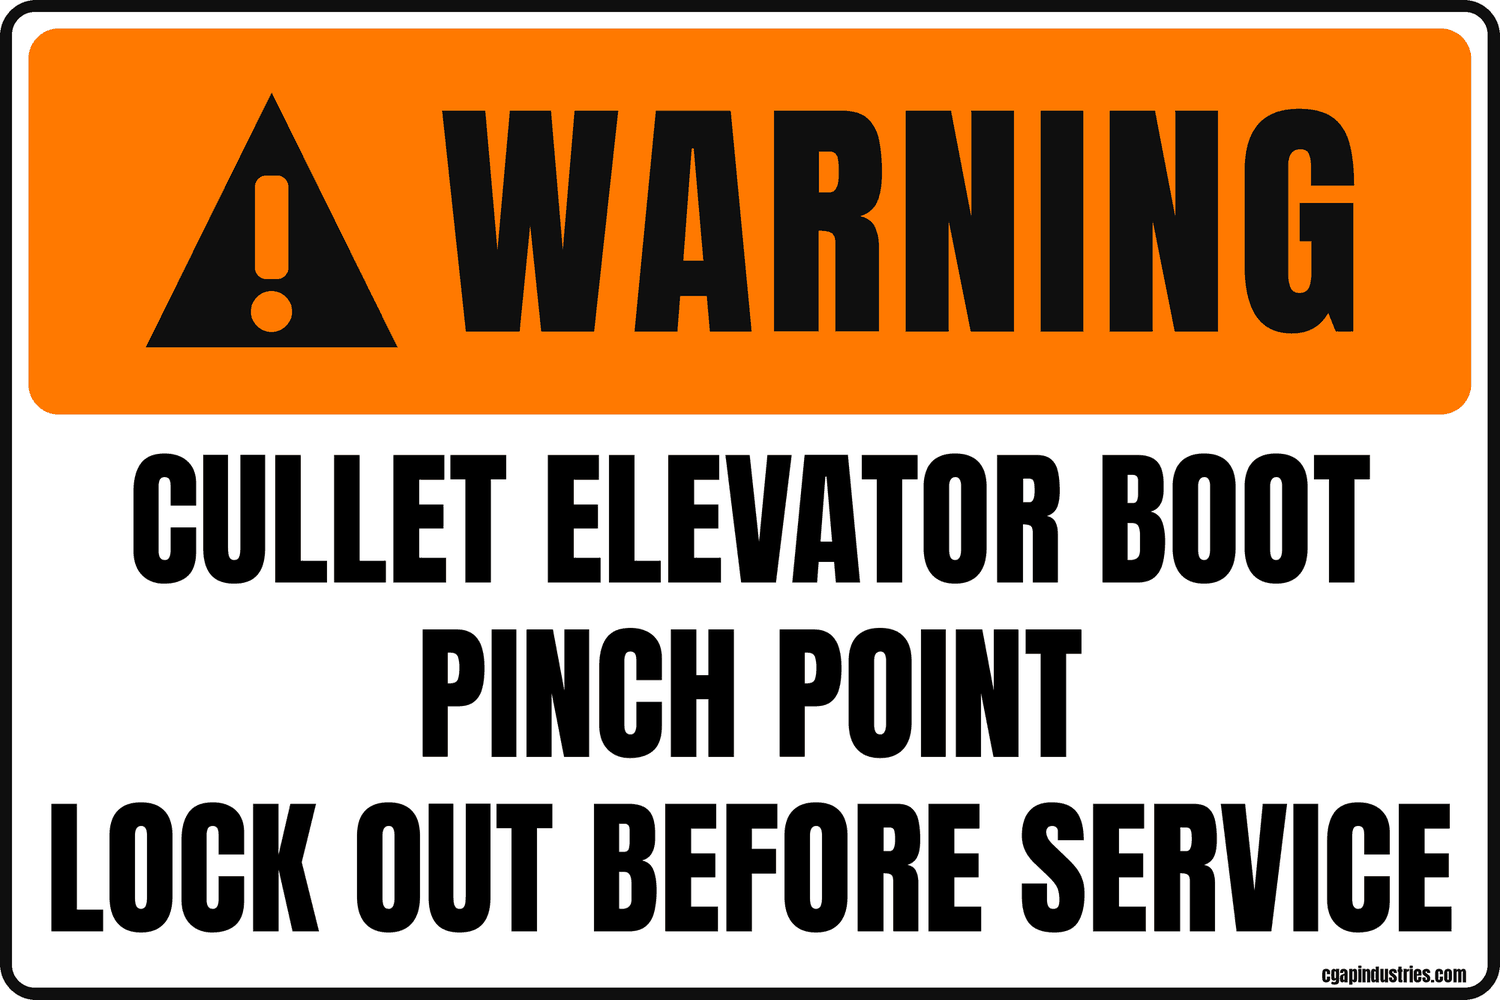 WARNING
CULLET ELEVATOR BOOT
PINCH POINT
LOCK OUT BEFORE SERVICE
cgapindustries.com